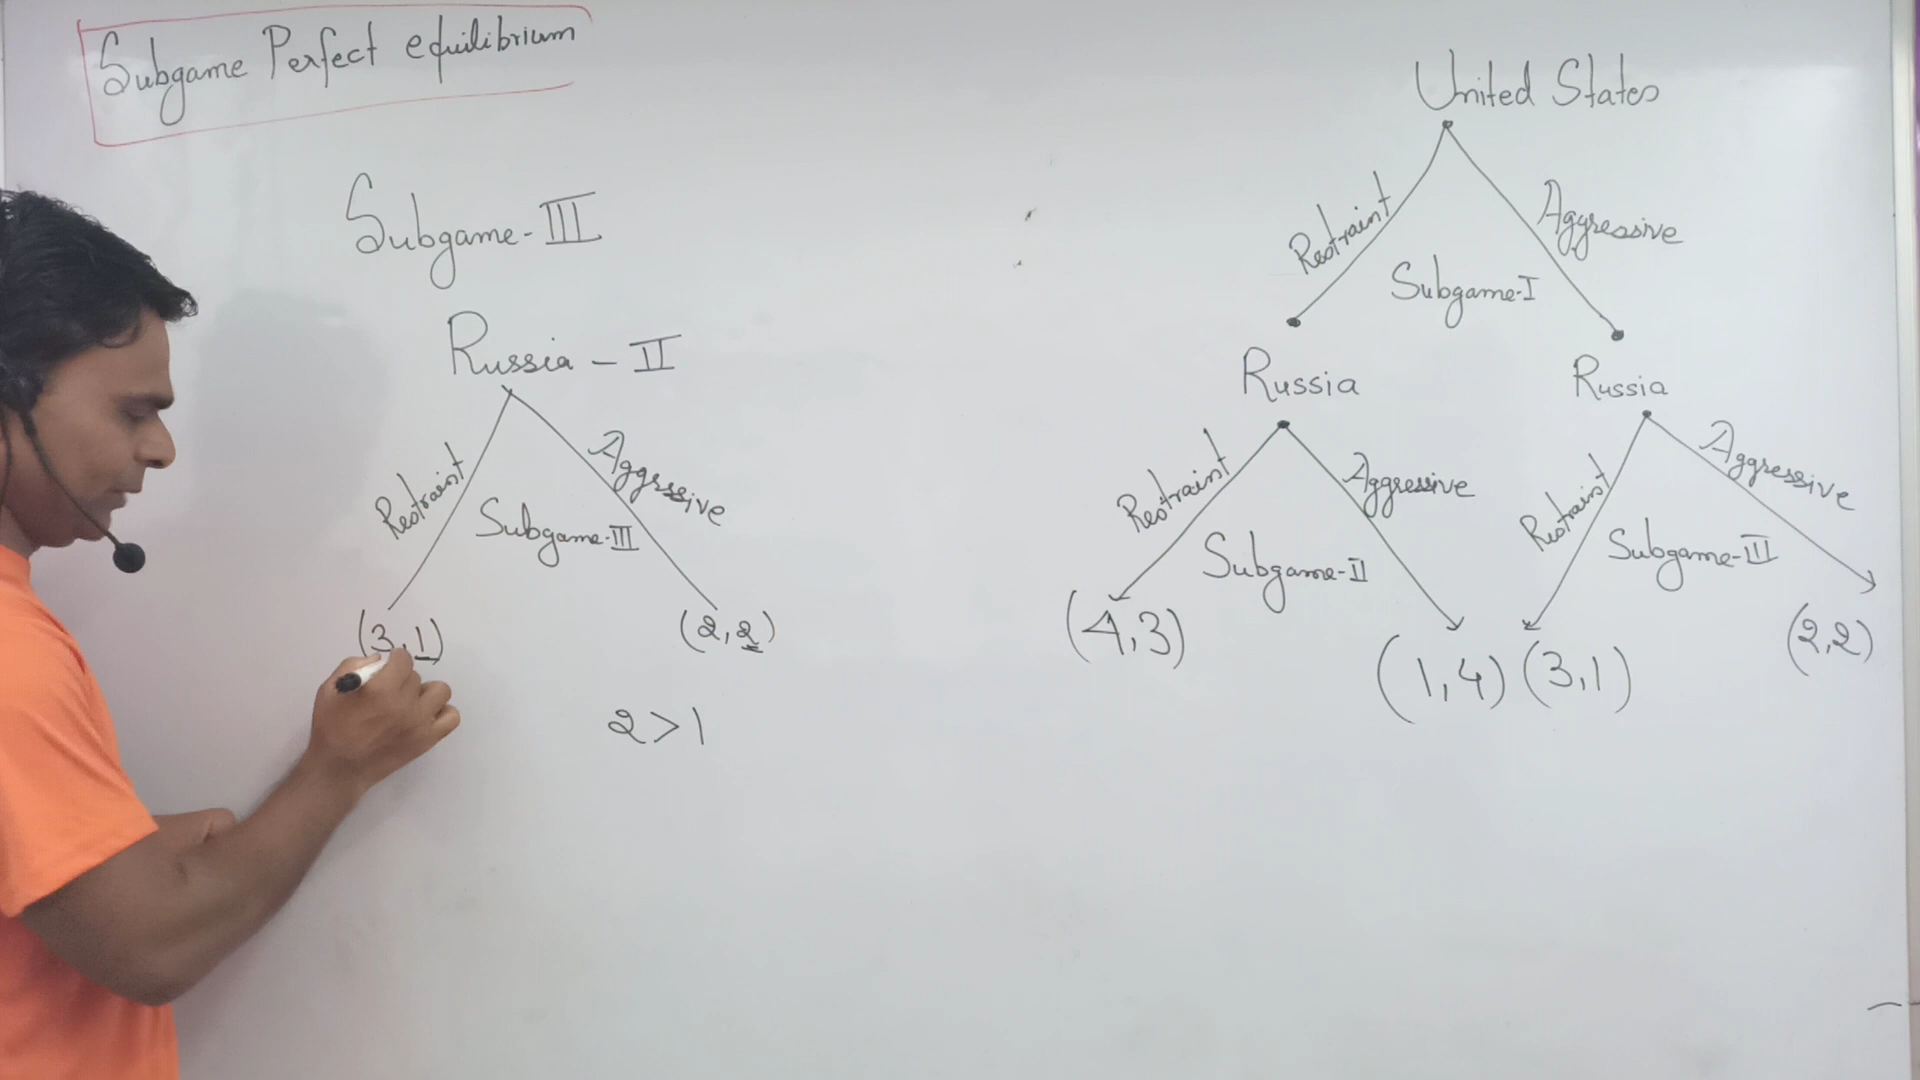 Subgame Perfect equilibrium
Subgame-III
Russia - II
Restraint
Aggressive
Subgame-III
(3,1)
(2,2)
2>1
United States
Restraint
Aggressive
Subgame-I
Russia
Russia
Restraint
Aggressive
Subgame-II
Restraint
Aggressive
Subgame-III
(4,3)
(1,4)
(3,1)
(2,2)